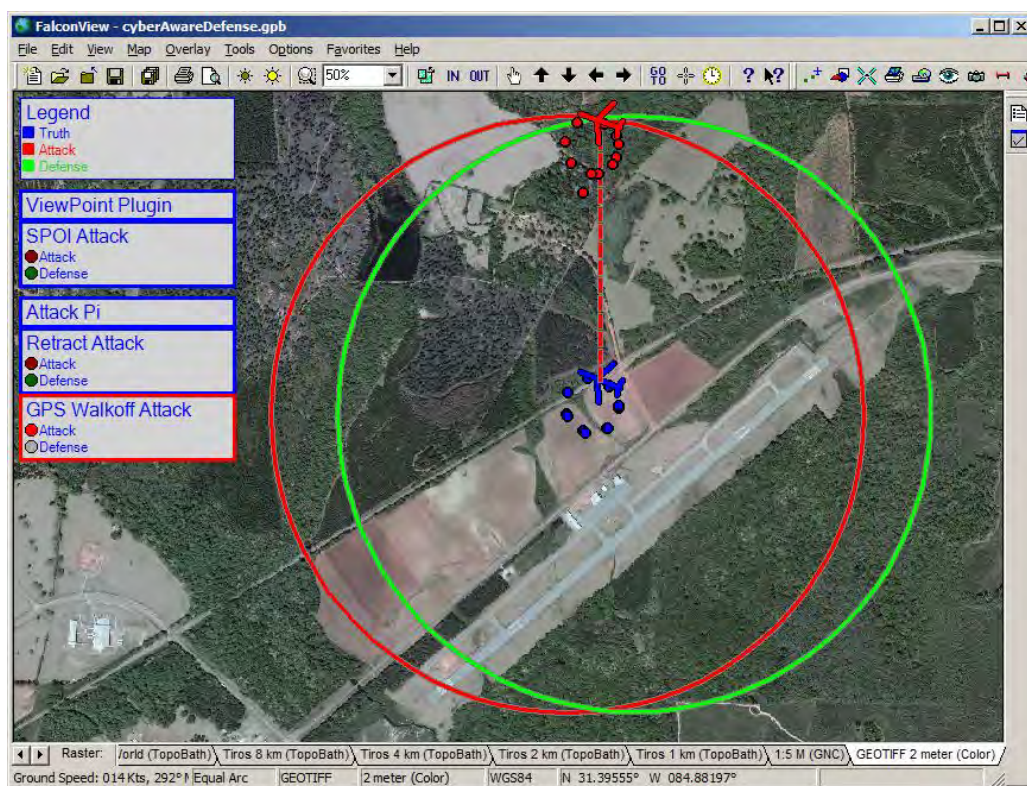 FalconView - cyberAwareDefense.gpb
File Edit View Map Overlay Tools Options Favorites Help
50% IN OUT GO TO
Legend
Truth
Attack
Defense
ViewPoint Plugin
SPOI Attack
Attack
Defense
Attack Pi
Retract Attack
Attack
Defense
GPS Walkoff Attack
Attack
Defense
Raster: /orld (TopoBath) Tiros 8 km (TopoBath) Tiros 4 km (TopoBath) Tiros 2 km (TopoBath) Tiros 1 km (TopoBath) 1:5 M (GNC) GEOTIFF 2 meter (Color)
Ground Speed: 014 Kts, 292° M Equal Arc GEOTIFF 2 meter (Color) WGS84 N 31.39555° W 084.88197°